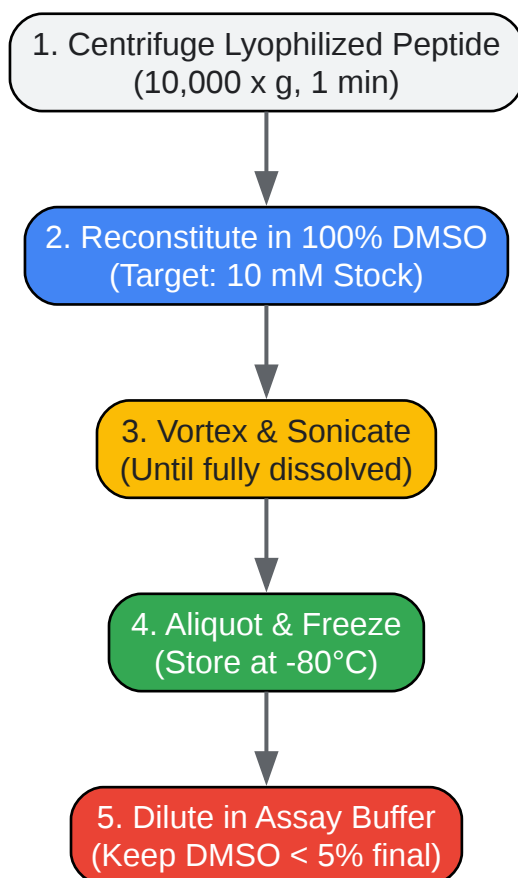 1. Centrifuge Lyophilized Peptide
(10,000 x g, 1 min)
2. Reconstitute in 100% DMSO
(Target: 10 mM Stock)
3. Vortex & Sonicate
(Until fully dissolved)
4. Aliquot & Freeze
(Store at -80°C)
5. Dilute in Assay Buffer
(Keep DMSO < 5% final)